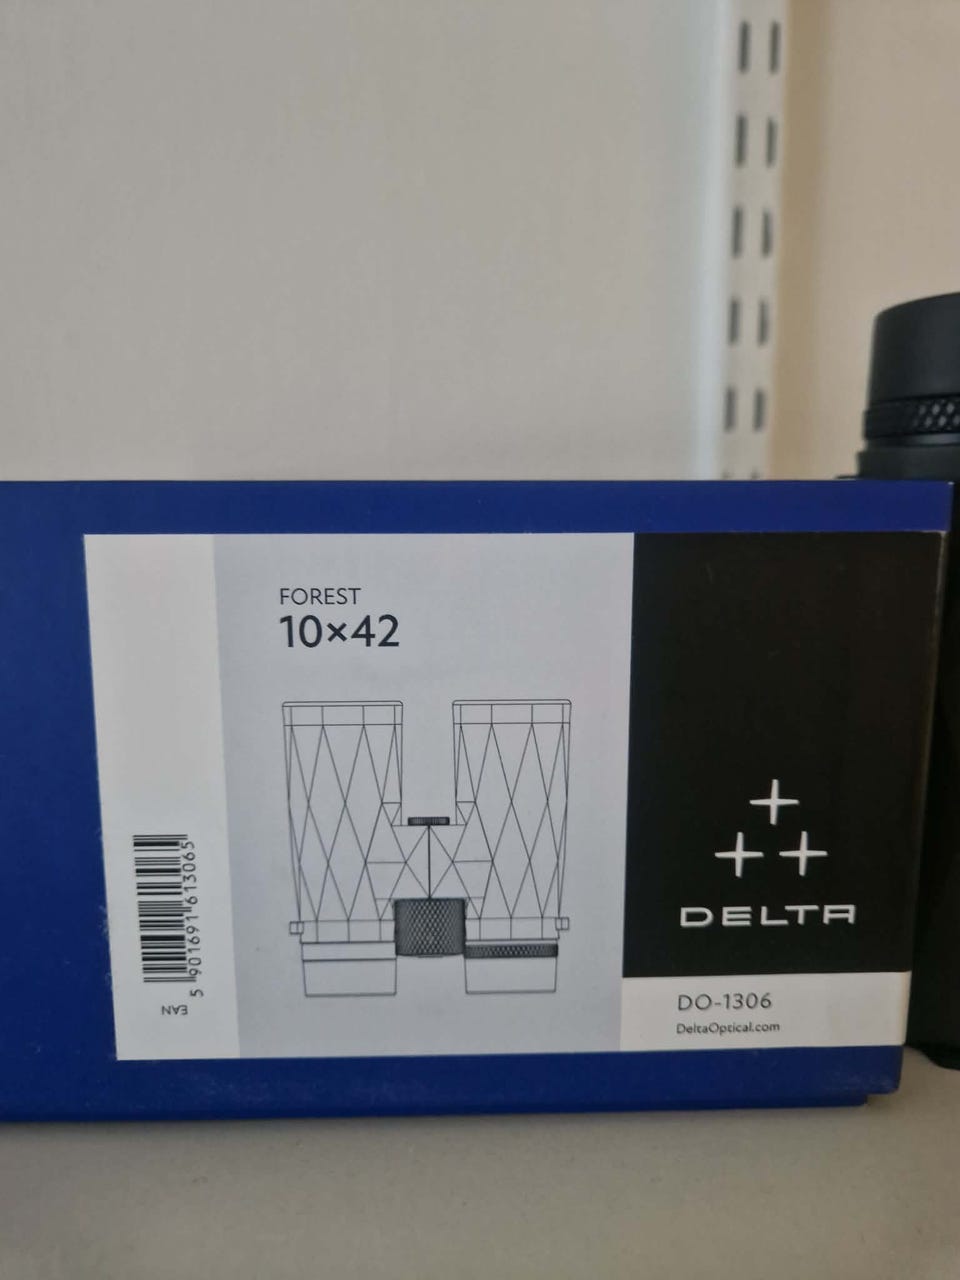 FOREST
10×42
5 901691 613065
EAN
DELTA
DO-1306
DeltaOptical.com